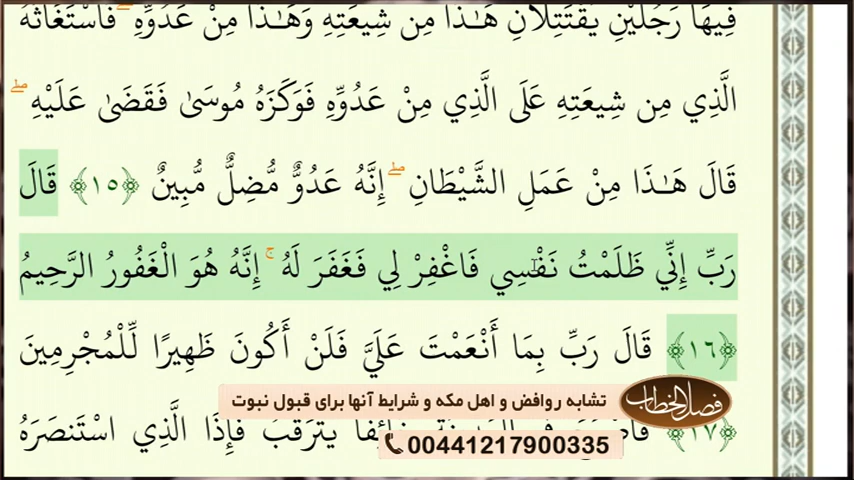 فِيهَا رَجُلَيْنِ يَقْتَتِلَانِ هَٰذَا مِن شِيعَتِهِ وَهَٰذَا مِنْ عَدُوِّهِ ۖ فَاسْتَغَاثَهُ
الَّذِي مِن شِيعَتِهِ عَلَى الَّذِي مِنْ عَدُوِّهِ فَوَكَزَهُ مُوسَىٰ فَقَضَىٰ عَلَيْهِ ۖ
قَالَ هَٰذَا مِنْ عَمَلِ الشَّيْطَانِ ۖ إِنَّهُ عَدُوٌّ مُّضِلٌّ مُّبِينٌ ﴿١٥﴾ قَالَ
رَبِّ إِنِّي ظَلَمْتُ نَفْسِي فَاغْفِرْ لِي فَغَفَرَ لَهُ ۚ إِنَّهُ هُوَ الْغَفُورُ الرَّحِيمُ
﴿١٦﴾ قَالَ رَبِّ بِمَا أَنْعَمْتَ عَلَيَّ فَلَنْ أَكُونَ ظَهِيرًا لِّلْمُجْرِمِينَ
فصل الخطاب
تشابه روافض و اهل مکه و شرایط آنها برای قبول نبوت
﴿١٧﴾ يَتَرَقَّبُ فَإِذَا الَّذِي اسْتَنصَرَهُ
00441217900335